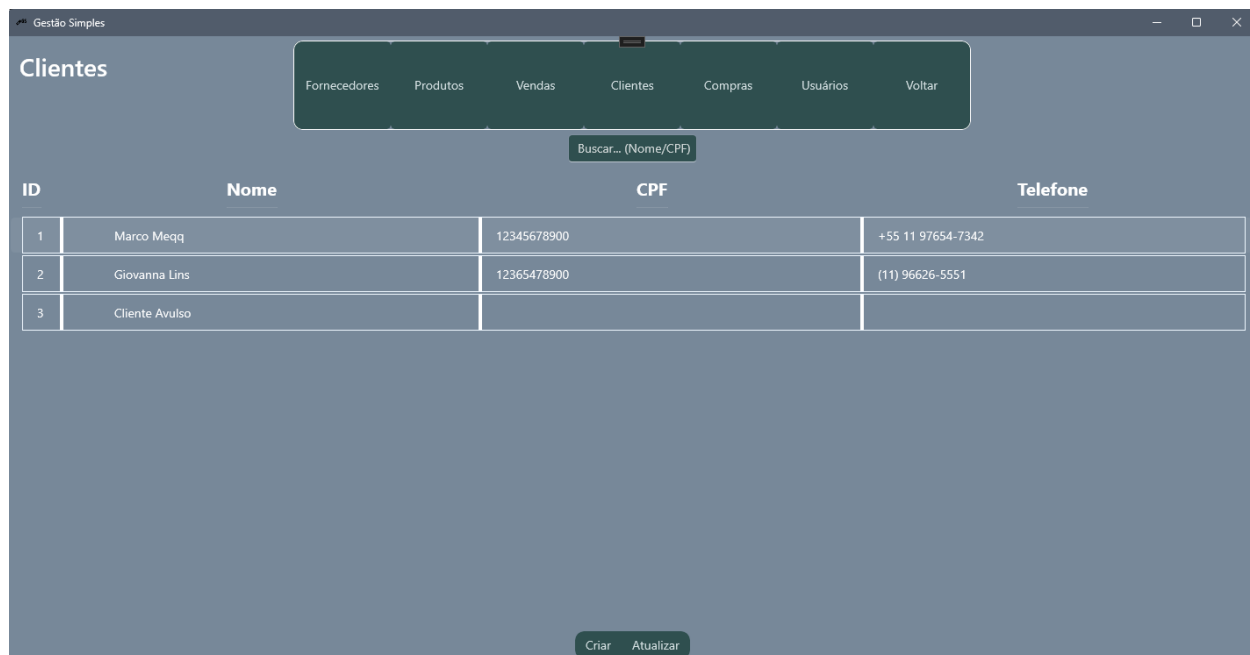 Gestão Simples
Clientes
Fornecedores Produtos Vendas Clientes Compras Usuários Voltar
Buscar... (Nome/CPF)
ID Nome CPF Telefone
1 Marco Meqq 12345678900 +55 11 97654-7342
2 Giovanna Lins 12365478900 (11) 96626-5551
3 Cliente Avulso
Criar Atualizar